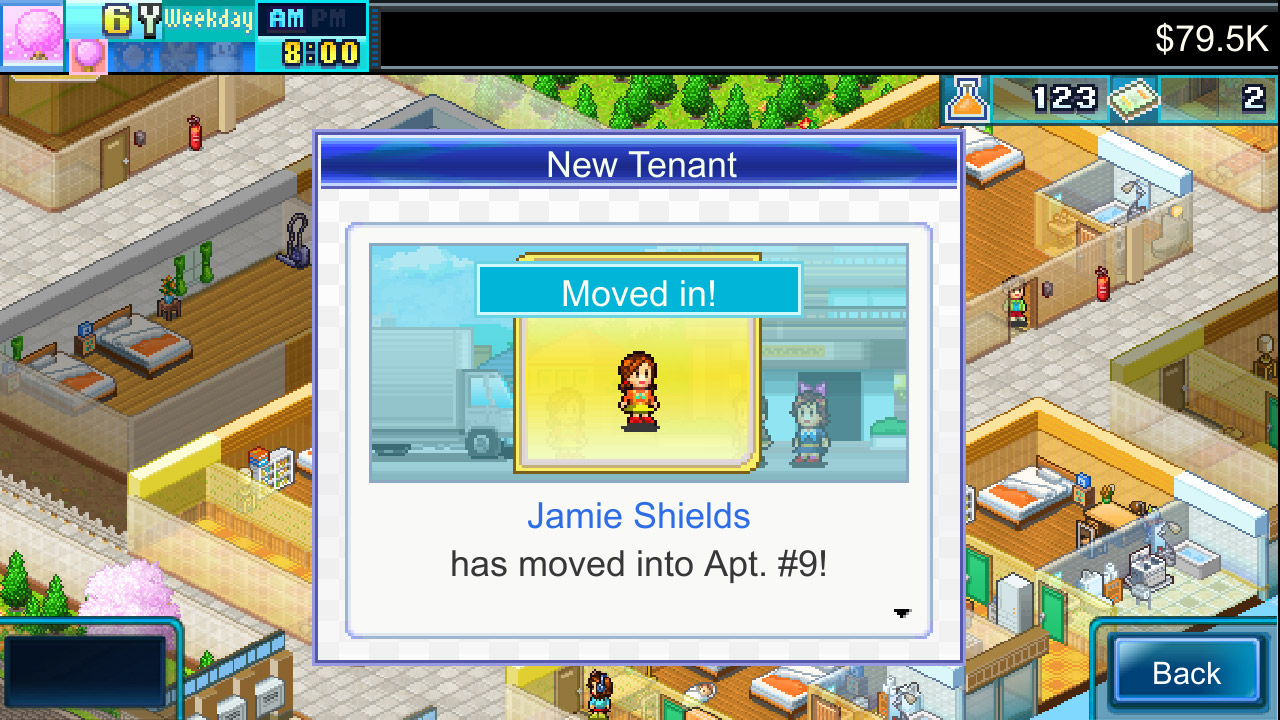 6 Y Weekday AM PM
8:00
$79.5K
123
2
New Tenant
Moved in!
Jamie Shields
has moved into Apt. #9!
Back